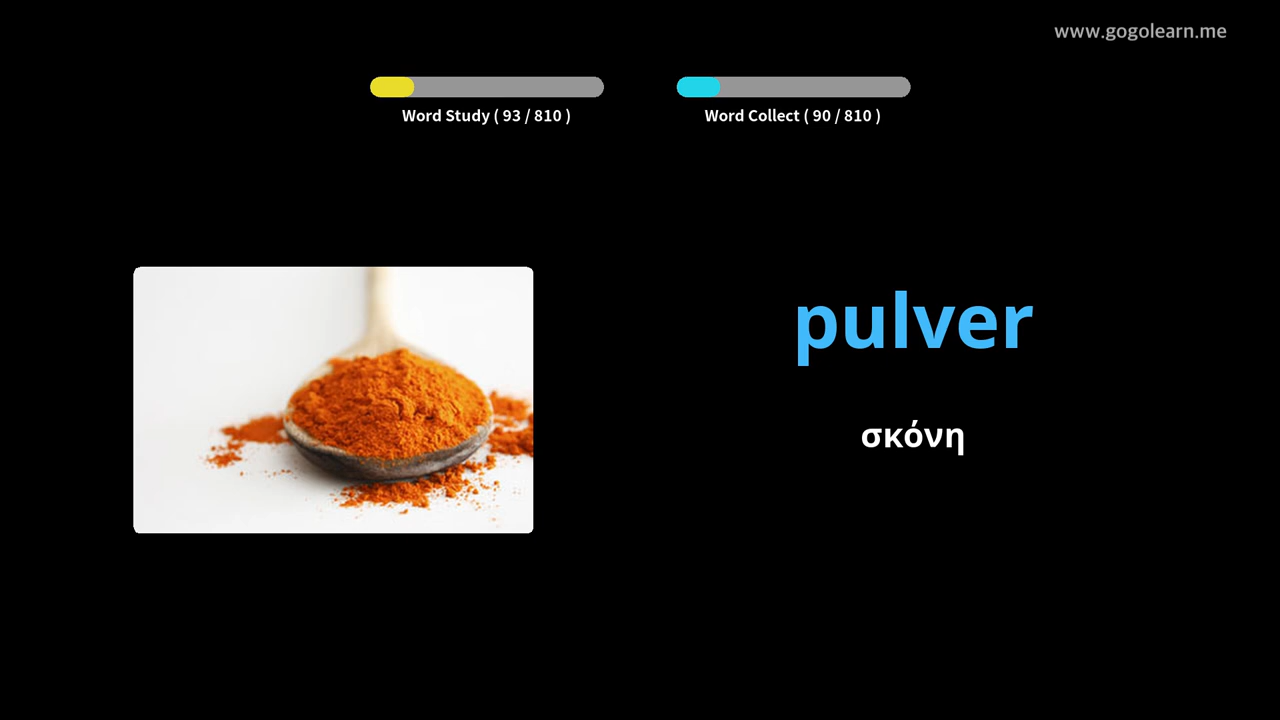 www.gogolearn.me
Word Study ( 93 / 810 )
Word Collect ( 90 / 810 )
pulver
σκόνη